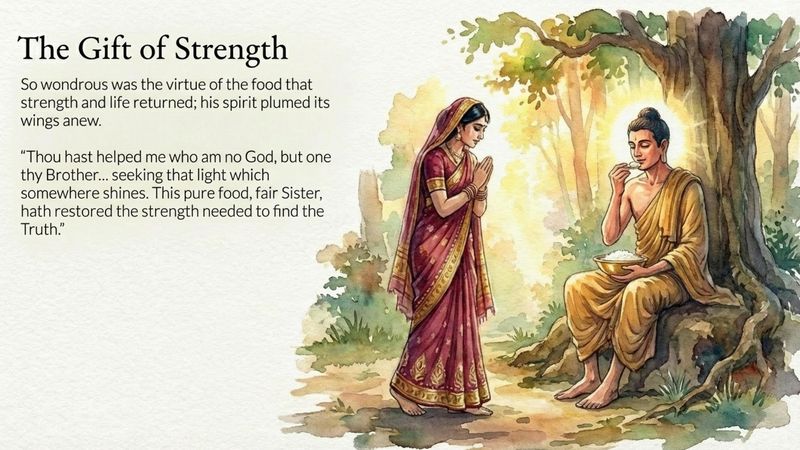 The Gift of Strength
So wondrous was the virtue of the food that
strength and life returned; his spirit plumed its
wings anew.
“Thou hast helped me who am no God, but one
thy Brother... seeking that light which
somewhere shines. This pure food, fair Sister,
hath restored the strength needed to find the
Truth.”